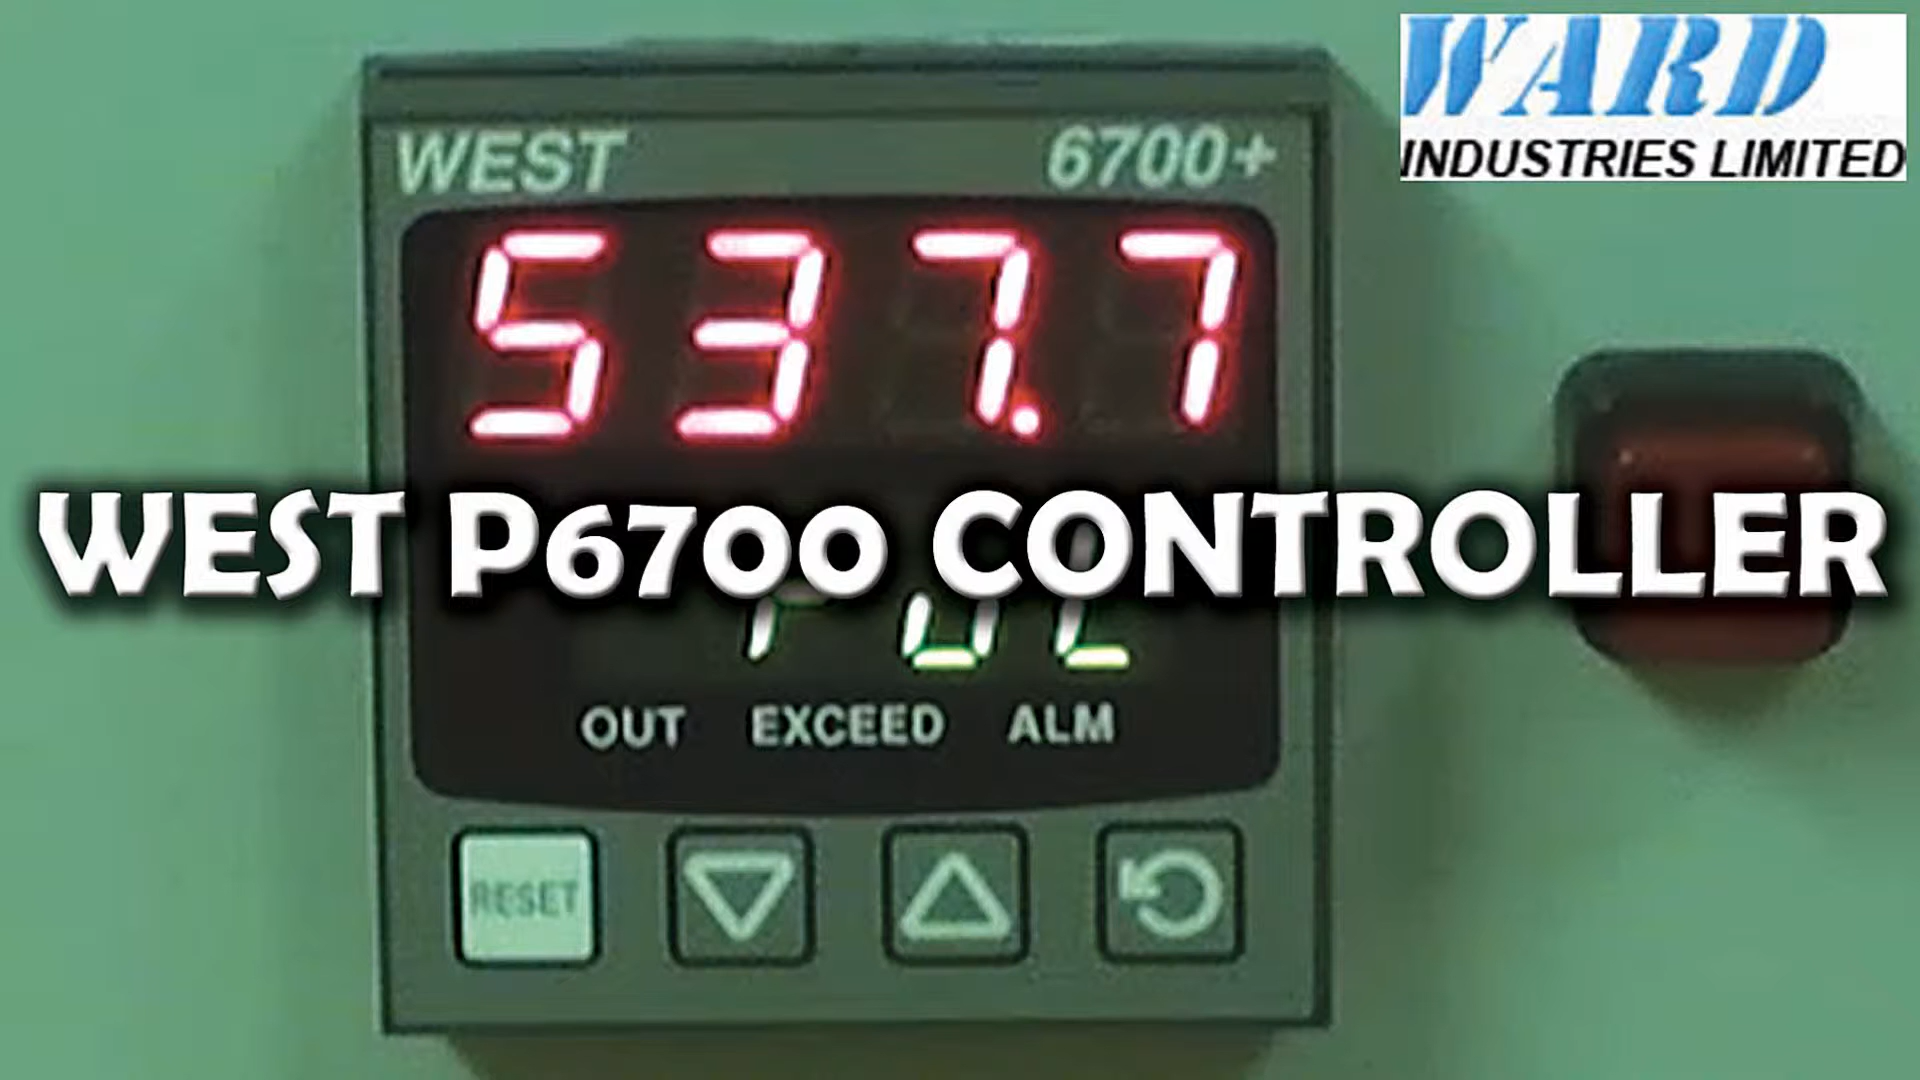 WARD
INDUSTRIES LIMITED
WEST 6700+
537.7
WEST P6700 CONTROLLER
OUT EXCEED ALM
RESET